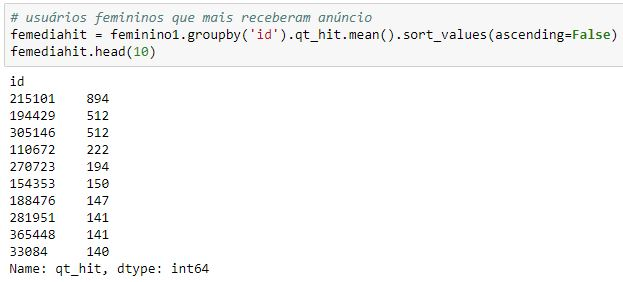 # usuários femininos que mais receberam anúncio
femediahit = feminino1.groupby('id').qt_hit.mean().sort_values(ascending=False)
femediahit.head(10)
id
215101    894
194429    512
305146    512
110672    222
270723    194
154353    150
188476    147
281951    141
365448    141
33084     140
Name: qt_hit, dtype: int64